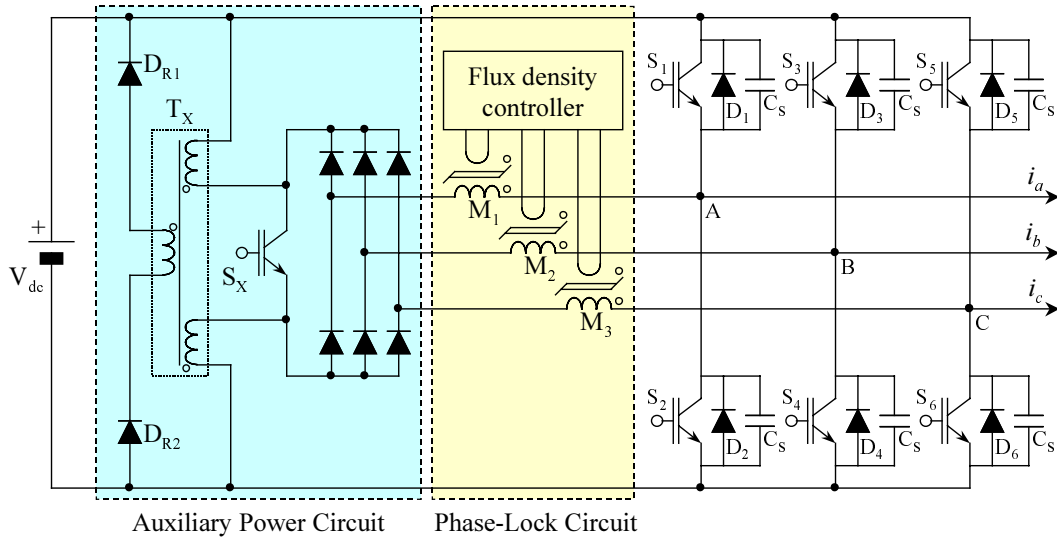 D_R1
T_X
Flux density
controller
S_1
S_3
S_5
D_1
C_S
D_3
C_S
D_5
C_S
+
V_dc
S_X
M_1
M_2
M_3
A
B
C
i_a
i_b
i_c
D_R2
S_2
S_4
S_6
D_2
C_S
D_4
C_S
D_6
C_S
Auxiliary Power Circuit
Phase-Lock Circuit